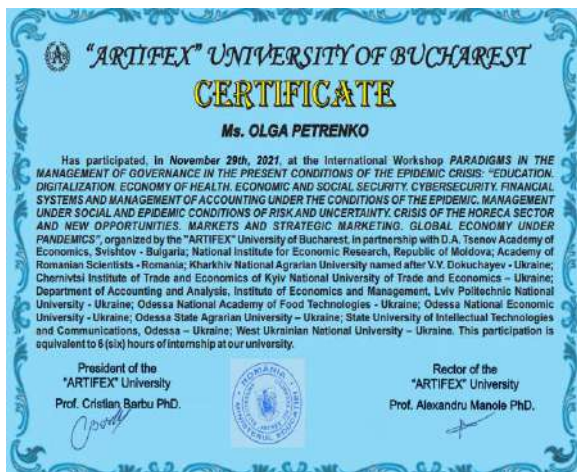 "ARTIFEX" UNIVERSITY OF BUCHAREST
CERTIFICATE
Ms. OLGA PETRENKO
Has participated, in November 29th, 2021, at the International Workshop PARADIGMS IN THE
MANAGEMENT OF GOVERNANCE IN THE PRESENT CONDITIONS OF THE EPIDEMIC CRISIS: "EDUCATION.
DIGITALIZATION. ECONOMY OF HEALTH. ECONOMIC AND SOCIAL SECURITY. CYBERSECURITY. FINANCIAL
SYSTEMS AND MANAGEMENT OF ACCOUNTING UNDER THE CONDITIONS OF THE EPIDEMIC. MANAGEMENT
UNDER SOCIAL AND EPIDEMIC CONDITIONS OF RISK AND UNCERTAINTY. CRISIS OF THE HORECA SECTOR
AND NEW OPPORTUNITIES. MARKETS AND STRATEGIC MARKETING. GLOBAL ECONOMY UNDER
PANDEMICS", organized by the "ARTIFEX" University of Bucharest, in partnership with D.A. Tsenov Academy of
Economics, Svishtov - Bulgaria; National Institute for Economic Research, Republic of Moldova; Academy of
Romanian Scientists - Romania; Kharkhiv National Agrarian University named after V.V. Dokuchayev - Ukraine;
Chernivtsi Institute of Trade and Economics of Kyiv National University of Trade and Economics – Ukraine;
Department of Accounting and Analysis, Institute of Economics and Management, Lviv Politechnic National
University - Ukraine; Odessa National Academy of Food Technologies - Ukraine; Odessa National Economic
University - Ukraine; Odessa State Agrarian University – Ukraine; State University of Intellectual Technologies
and Communications, Odessa – Ukraine; West Ukrainian National University – Ukraine. This participation is
equivalent to 6 (six) hours of internship at our university.
President of the
"ARTIFEX" University
Prof. Cristian Barbu PhD.
ROMANIA
Rector of the
"ARTIFEX" University
Prof. Alexandru Manole PhD.